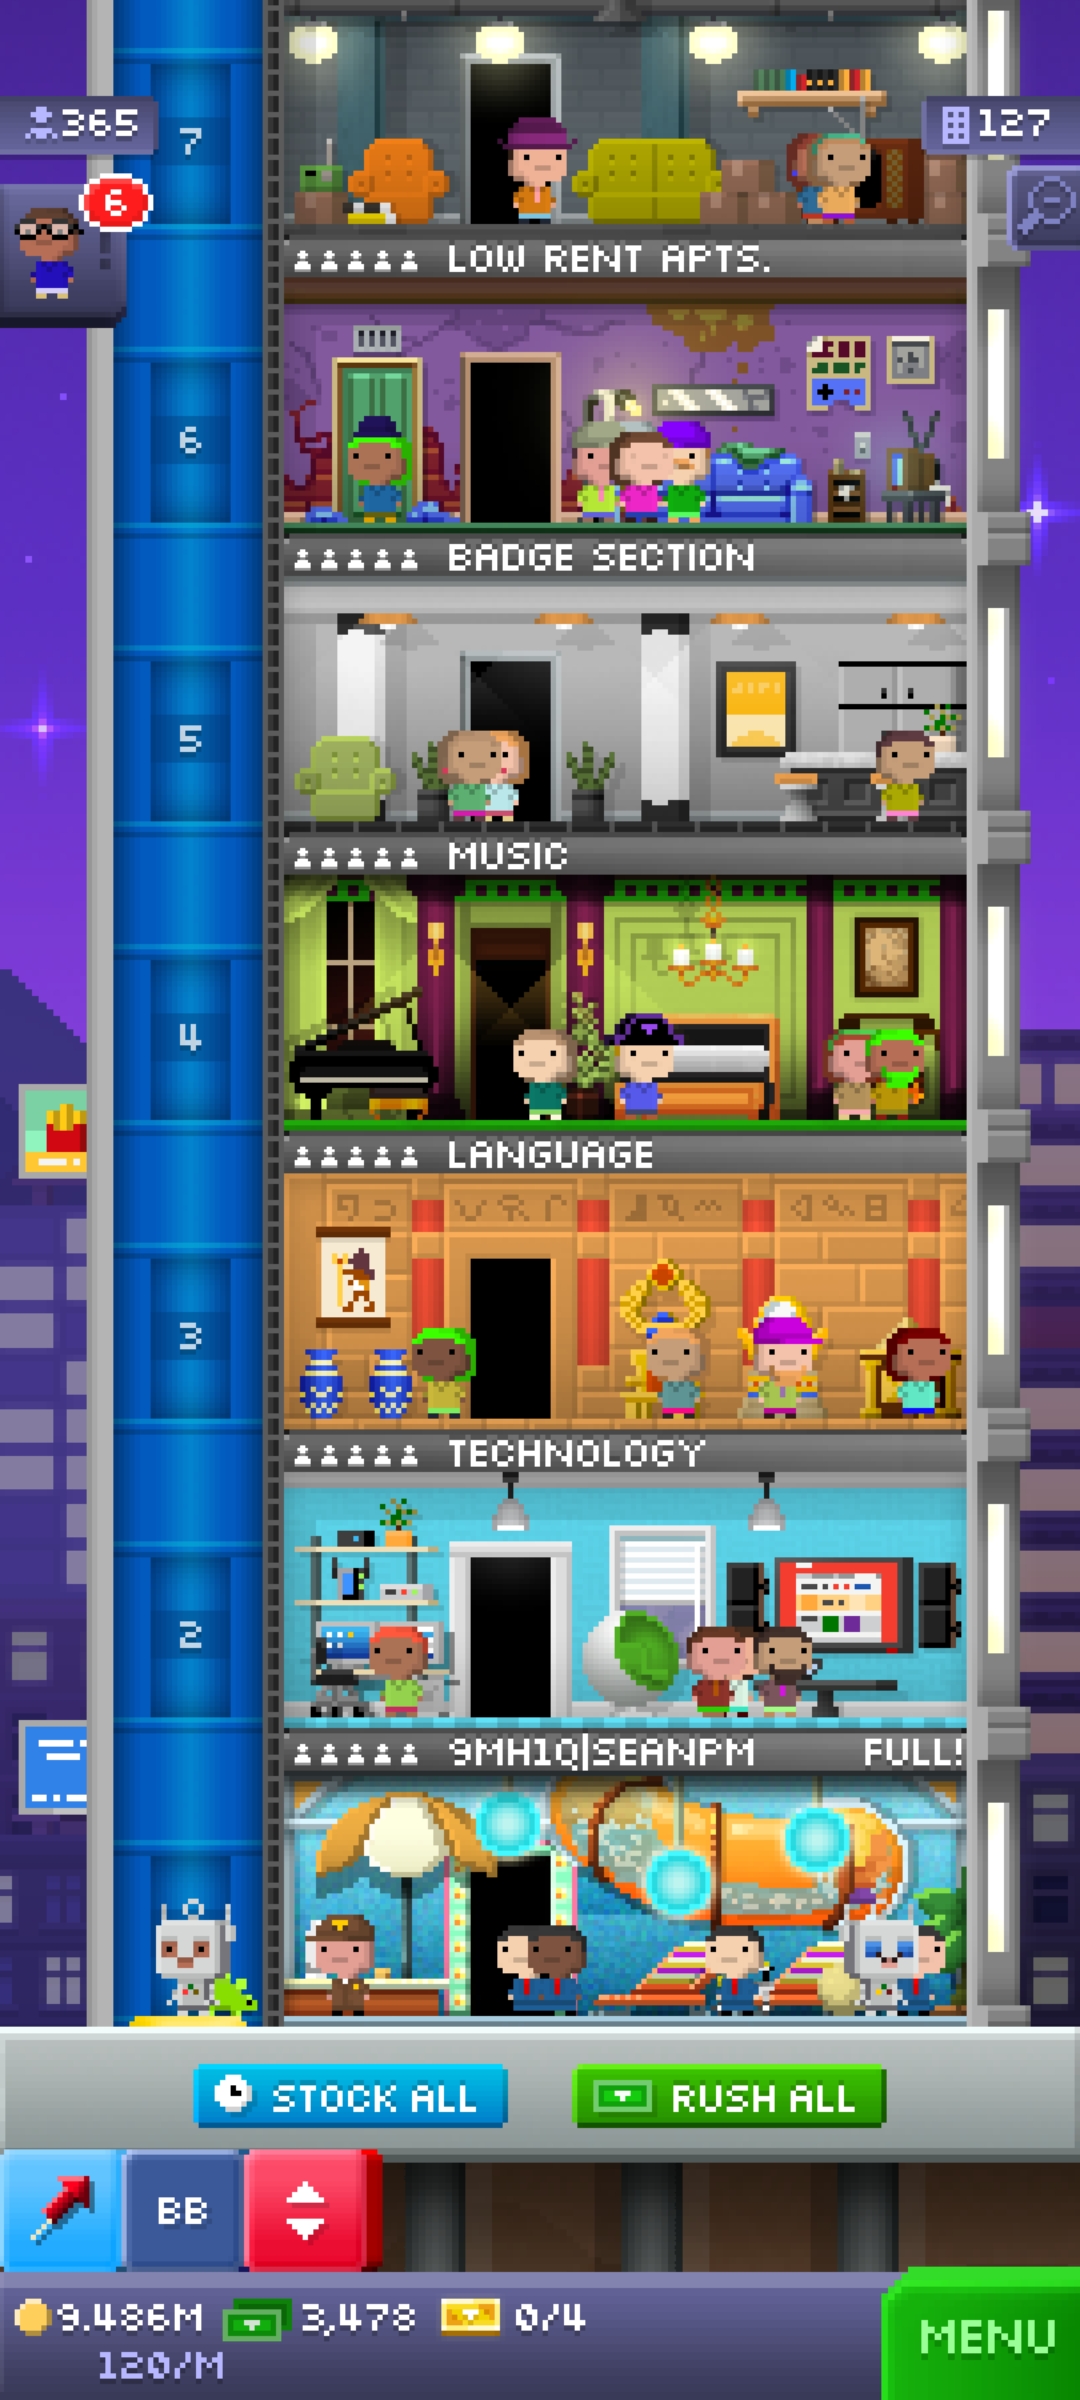 365
7
127
6
LOW RENT APTS.
6
BADGE SECTION
5
MUSIC
4
LANGUAGE
3
TECHNOLOGY
2
9MH1Q|SEANPM FULL!
STOCK ALL
RUSH ALL
BB
9.486M 3,478 0/4
120/M
MENU